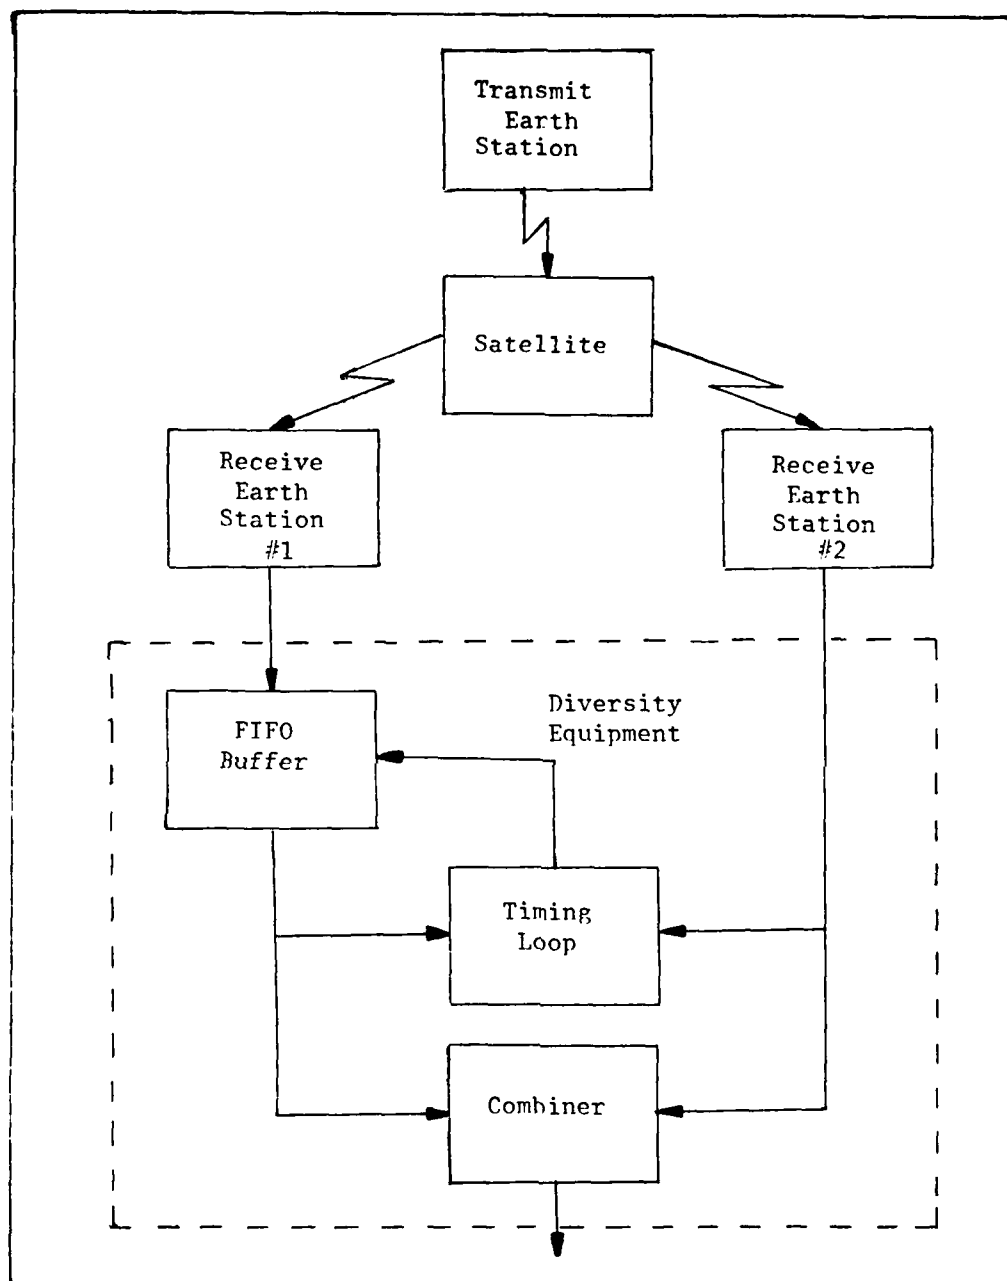 Transmit
Earth
Station
Satellite
Receive
Earth
Station
#1
Receive
Earth
Station
#2
Diversity
Equipment
FIFO
Buffer
Timing
Loop
Combiner